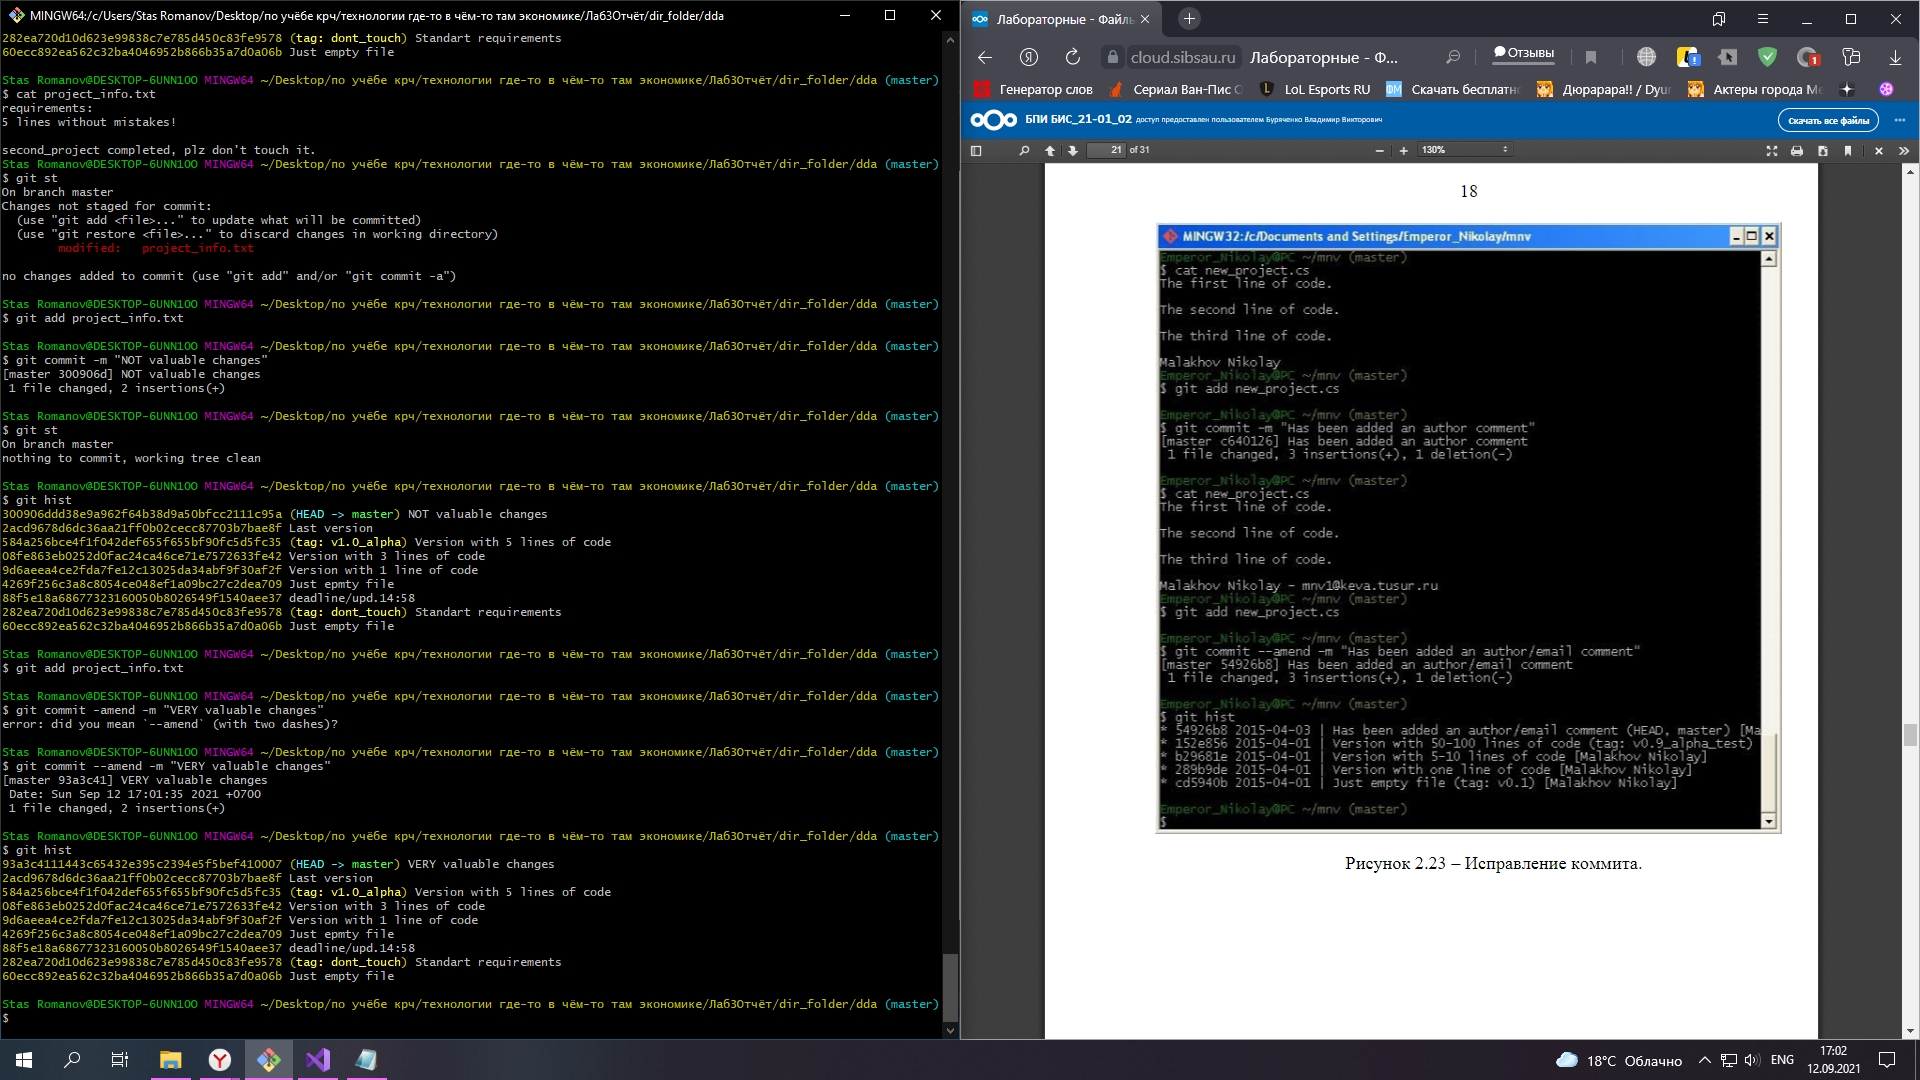 MINGW64:/c/Users/Stas Romanov/Desktop/по учёбе крч/технологии где-то в чём-то там экономике/Лаб3Отчёт/dir_folder/dda
282ea720d10d623e99838c7e785d450c83fe9578 (tag: dont_touch) Standart requirements
60ecc892ea562c32ba4046952b866b35a7d0a06b Just empty file
Stas Romanov@DESKTOP-6UNN1OO MINGW64 ~/Desktop/по учёбе крч/технологии где-то в чём-то там экономике/Лаб3Отчёт/dir_folder/dda (master)
$ cat project_info.txt
requirements:
5 lines without mistakes!
second_project completed, plz don't touch it.
Stas Romanov@DESKTOP-6UNN1OO MINGW64 ~/Desktop/по учёбе крч/технологии где-то в чём-то там экономике/Лаб3Отчёт/dir_folder/dda (master)
$ git st
On branch master
Changes not staged for commit:
(use "git add <file>..." to update what will be committed)
(use "git restore <file>..." to discard changes in working directory)
modified:   project_info.txt
no changes added to commit (use "git add" and/or "git commit -a")
Stas Romanov@DESKTOP-6UNN1OO MINGW64 ~/Desktop/по учёбе крч/технологии где-то в чём-то там экономике/Лаб3Отчёт/dir_folder/dda (master)
$ git add project_info.txt
Stas Romanov@DESKTOP-6UNN1OO MINGW64 ~/Desktop/по учёбе крч/технологии где-то в чём-то там экономике/Лаб3Отчёт/dir_folder/dda (master)
$ git commit -m "NOT valuable changes"
[master 300906d] NOT valuable changes
1 file changed, 2 insertions(+)
Stas Romanov@DESKTOP-6UNN1OO MINGW64 ~/Desktop/по учёбе крч/технологии где-то в чём-то там экономике/Лаб3Отчёт/dir_folder/dda (master)
$ git st
On branch master
nothing to commit, working tree clean
Stas Romanov@DESKTOP-6UNN1OO MINGW64 ~/Desktop/по учёбе крч/технологии где-то в чём-то там экономике/Лаб3Отчёт/dir_folder/dda (master)
$ git hist
300906ddd38e9a962f64b38d9a50bfcc2111c95a (HEAD -> master) NOT valuable changes
2acd9678d6dc36aa21ff0b02cecc87703b7bae8f Last version
584a256bce4f1f042def655f655bf90fc5d5fc35 (tag: v1.0_alpha) Version with 5 lines of code
08fe863eb0252d0fac24ca46ce71e7572633fe42 Version with 3 lines of code
9d6aeea4ce2fda7fe12c13025da34abf9f30af2f Version with 1 line of code
4269f256c3a8c8054ce048ef1a09bc27c2dea709 Just epmty file
88f5e18a68677323160050b8026549f1540aee37 deadline/upd.14:58
282ea720d10d623e99838c7e785d450c83fe9578 (tag: dont_touch) Standart requirements
60ecc892ea562c32ba4046952b866b35a7d0a06b Just empty file
Stas Romanov@DESKTOP-6UNN1OO MINGW64 ~/Desktop/по учёбе крч/технологии где-то в чём-то там экономике/Лаб3Отчёт/dir_folder/dda (master)
$ git add project_info.txt
Stas Romanov@DESKTOP-6UNN1OO MINGW64 ~/Desktop/по учёбе крч/технологии где-то в чём-то там экономике/Лаб3Отчёт/dir_folder/dda (master)
$ git commit -amend -m "VERY valuable changes"
error: did you mean `--amend` (with two dashes)?
Stas Romanov@DESKTOP-6UNN1OO MINGW64 ~/Desktop/по учёбе крч/технологии где-то в чём-то там экономике/Лаб3Отчёт/dir_folder/dda (master)
$ git commit --amend -m "VERY valuable changes"
[master 93a3c41] VERY valuable changes
Date: Sun Sep 12 17:01:35 2021 +0700
1 file changed, 2 insertions(+)
Stas Romanov@DESKTOP-6UNN1OO MINGW64 ~/Desktop/по учёбе крч/технологии где-то в чём-то там экономике/Лаб3Отчёт/dir_folder/dda (master)
$ git hist
93a3c4111443c65432e395c2394e5f5bef410007 (HEAD -> master) VERY valuable changes
2acd9678d6dc36aa21ff0b02cecc87703b7bae8f Last version
584a256bce4f1f042def655f655bf90fc5d5fc35 (tag: v1.0_alpha) Version with 5 lines of code
08fe863eb0252d0fac24ca46ce71e7572633fe42 Version with 3 lines of code
9d6aeea4ce2fda7fe12c13025da34abf9f30af2f Version with 1 line of code
4269f256c3a8c8054ce048ef1a09bc27c2dea709 Just epmty file
88f5e18a68677323160050b8026549f1540aee37 deadline/upd.14:58
282ea720d10d623e99838c7e785d450c83fe9578 (tag: dont_touch) Standart requirements
60ecc892ea562c32ba4046952b866b35a7d0a06b Just empty file
Stas Romanov@DESKTOP-6UNN1OO MINGW64 ~/Desktop/по учёбе крч/технологии где-то в чём-то там экономике/Лаб3Отчёт/dir_folder/dda (master)
$
Лабораторные - Файль
cloud.sibsau.ru Лабораторные - Ф... Отзывы
Генератор слов Сериал Ван-Пис LoL Esports RU Скачать бесплатн Дюрарара!! / Dyur Актеры города Ме
БПИ БИС_21-01_02 доступ предоставлен пользователем Буряченко Владимир Викторович Скачать все файлы
21 of 31 130%
18
MINGW32:/c/Documents and Settings/Emperor_Nikolay/mnv
Emperor_Nikolay@PC ~/mnv (master)
$ cat new_project.cs
The first line of code.
The second line of code.
The third line of code.
Malakhov Nikolay
Emperor_Nikolay@PC ~/mnv (master)
$ git add new_project.cs
Emperor_Nikolay@PC ~/mnv (master)
$ git commit -m "Has been added an author comment"
[master c640126] Has been added an author comment
1 file changed, 3 insertions(+), 1 deletion(-)
Emperor_Nikolay@PC ~/mnv (master)
$ cat new_project.cs
The first line of code.
The second line of code.
The third line of code.
Malakhov Nikolay - mnv1@keva.tusur.ru
Emperor_Nikolay@PC ~/mnv (master)
$ git add new_project.cs
Emperor_Nikolay@PC ~/mnv (master)
$ git commit --amend -m "Has been added an author/email comment"
[master 54926b8] Has been added an author/email comment
1 file changed, 3 insertions(+), 1 deletion(-)
Emperor_Nikolay@PC ~/mnv (master)
$ git hist
* 54926b8 2015-04-03 | Has been added an author/email comment (HEAD, master) [Ma
* 152e856 2015-04-01 | Version with 50-100 lines of code (tag: v0.9_alpha_test)
* b29681e 2015-04-01 | Version with 5-10 lines of code [Malakhov Nikolay]
* 289b9de 2015-04-01 | Version with one line of code [Malakhov Nikolay]
* cd5940b 2015-04-01 | Just empty file (tag: v0.1) [Malakhov Nikolay]
Emperor_Nikolay@PC ~/mnv (master)
$
Рисунок 2.23 – Исправление коммита.
18°C Облачно ENG 17:02
12.09.2021